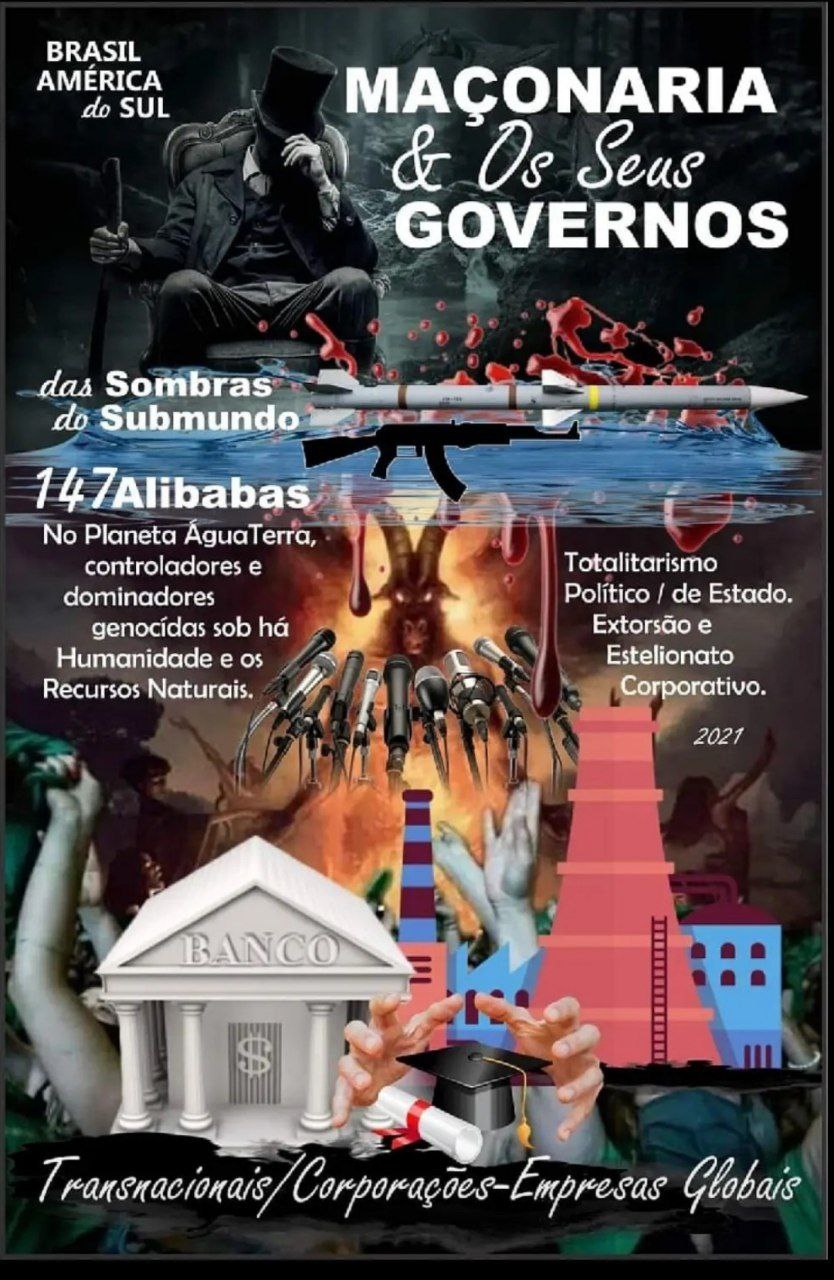 BRASIL
AMÉRICA
do SUL
MAÇONARIA
& Os Seus
GOVERNOS
das Sombras
do Submundo
147Alibabas
No Planeta ÁguaTerra,
controladores e
dominadores
genocídas sob há
Humanidade e os
Recursos Naturais.
Totalitarismo
Político / de Estado.
Extorsão e
Estelionato
Corporativo.
2021
BANCO
$
Transnacionais/Corporações-Empresas Globais